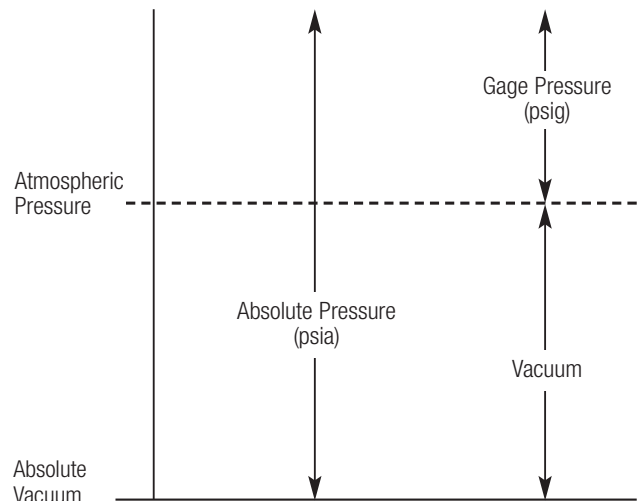 Gage Pressure
(psig)
Atmospheric
Pressure
Absolute Pressure
(psia)
Vacuum
Absolute
Vacuum